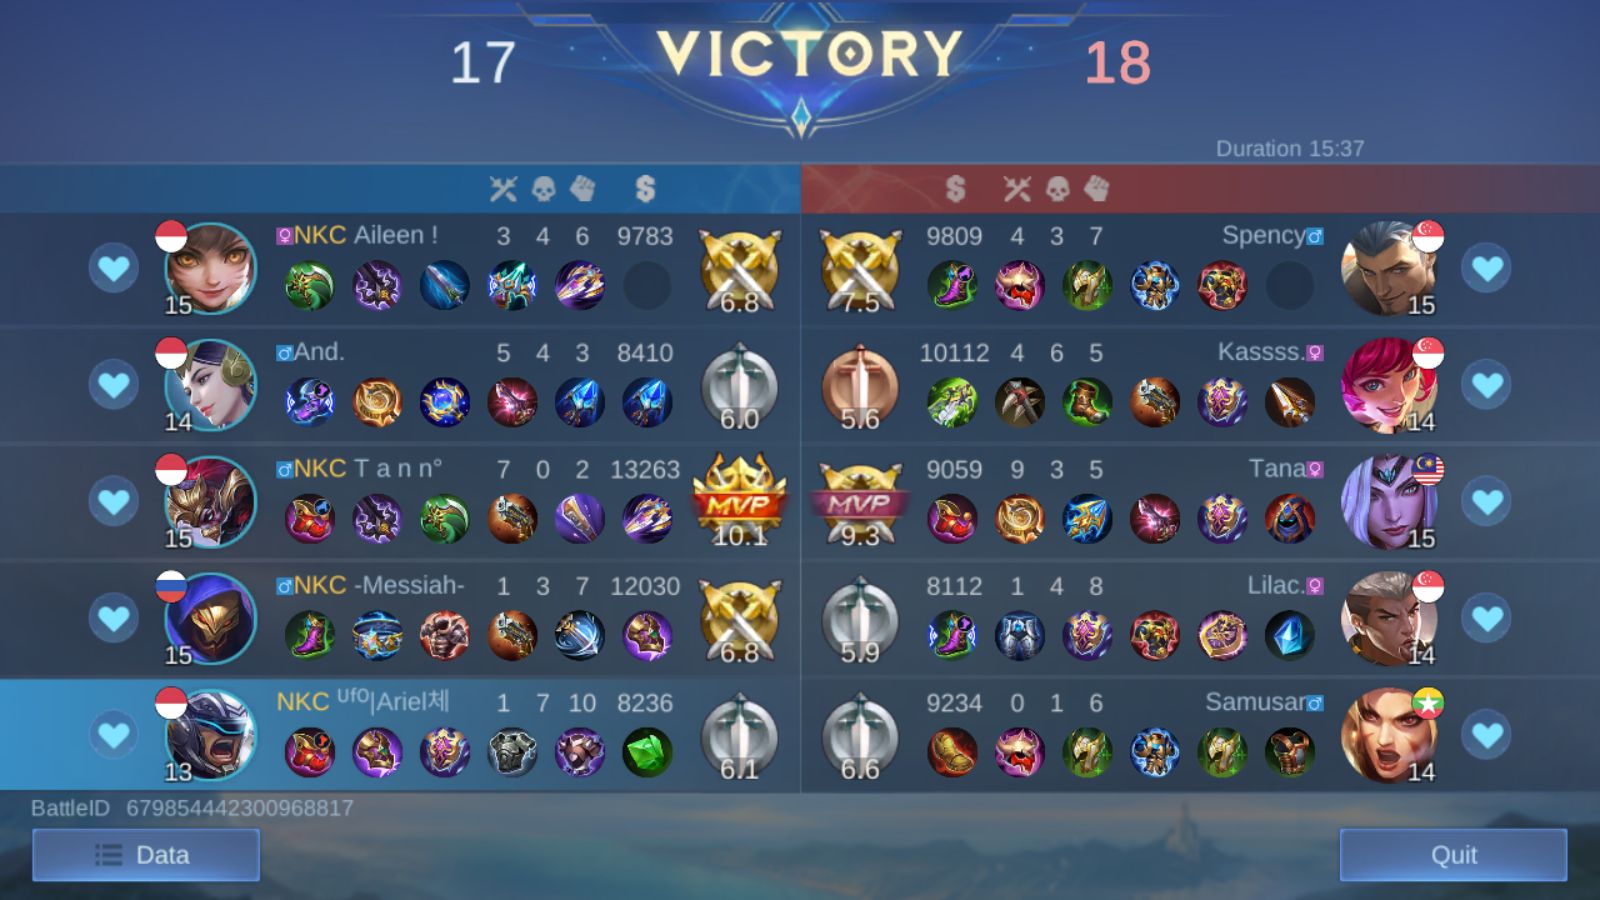 17 VICTORY 18
Duration 15:37
NKC Aileen ! 3 4 6 9783
15 6.8
9809 4 3 7 Spency
7.5 15
And. 5 4 3 8410
14 6.0
10112 4 6 5 Kassss.
5.6 14
NKC T a n n° 7 0 2 13263
15 MVP 10.1
9059 9 3 5 Tana
MVP 9.3 15
NKC -Messiah- 1 3 7 12030
15 6.8
8112 1 4 8 Lilac.
5.9 14
NKC ᵁᶠᴼ|Ariel체 1 7 10 8236
13 6.1
9234 0 1 6 Samusar
6.6 14
BattleID 679854442300968817
Data
Quit